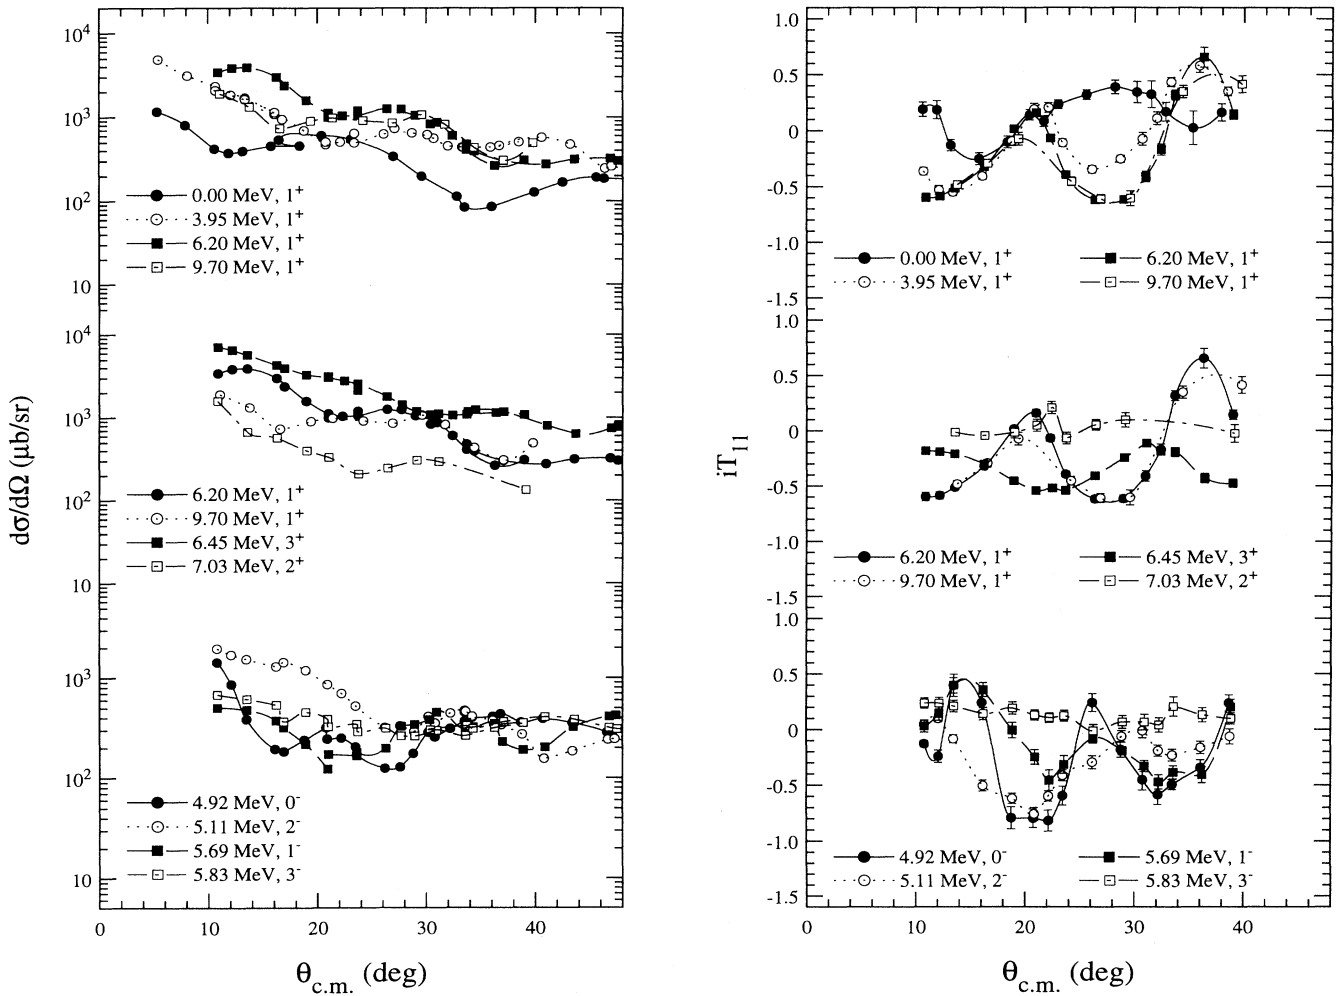 10⁴
10³
10²
10
10⁴
10³
10²
10
10³
10²
10
0.00 MeV, 1⁺
3.95 MeV, 1⁺
6.20 MeV, 1⁺
9.70 MeV, 1⁺
6.20 MeV, 1⁺
9.70 MeV, 1⁺
6.45 MeV, 3⁺
7.03 MeV, 2⁺
4.92 MeV, 0⁻
5.11 MeV, 2⁻
5.69 MeV, 1⁻
5.83 MeV, 3⁻
dσ/dΩ (μb/sr)
0 10 20 30 40
θc.m. (deg)
1.0
0.5
0
-0.5
-1.0
-1.5
1.0
0.5
0
-0.5
-1.0
-1.5
1.0
0.5
0
-0.5
-1.0
-1.5
0.00 MeV, 1⁺ 6.20 MeV, 1⁺
3.95 MeV, 1⁺ 9.70 MeV, 1⁺
6.20 MeV, 1⁺ 6.45 MeV, 3⁺
9.70 MeV, 1⁺ 7.03 MeV, 2⁺
4.92 MeV, 0⁻ 5.69 MeV, 1⁻
5.11 MeV, 2⁻ 5.83 MeV, 3⁻
iT₁₁
0 10 20 30 40
θc.m. (deg)